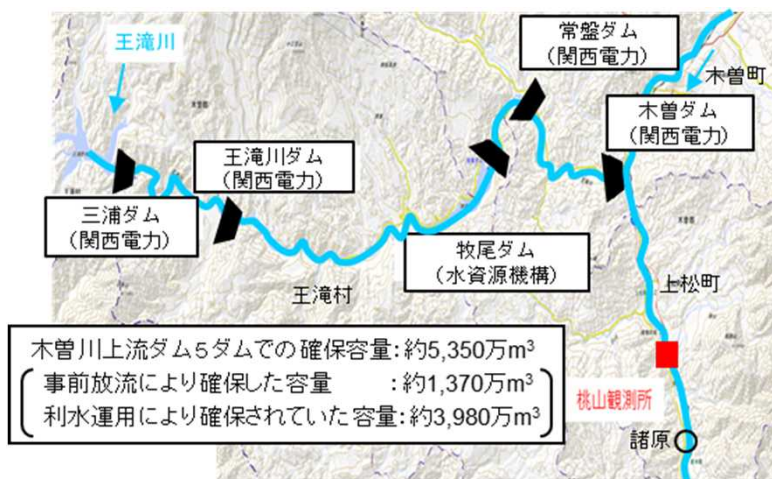 王滝川
常盤ダム
(関西電力)
木曽町
木曽ダム
(関西電力)
王滝川ダム
(関西電力)
三浦ダム
(関西電力)
牧尾ダム
(水資源機構)
王滝村
上松町
木曽川上流ダム5ダムでの確保容量:約5,350万m³
事前放流により確保した容量 :約1,370万m³
利水運用により確保されていた容量:約3,980万m³
桃山観測所
諸原